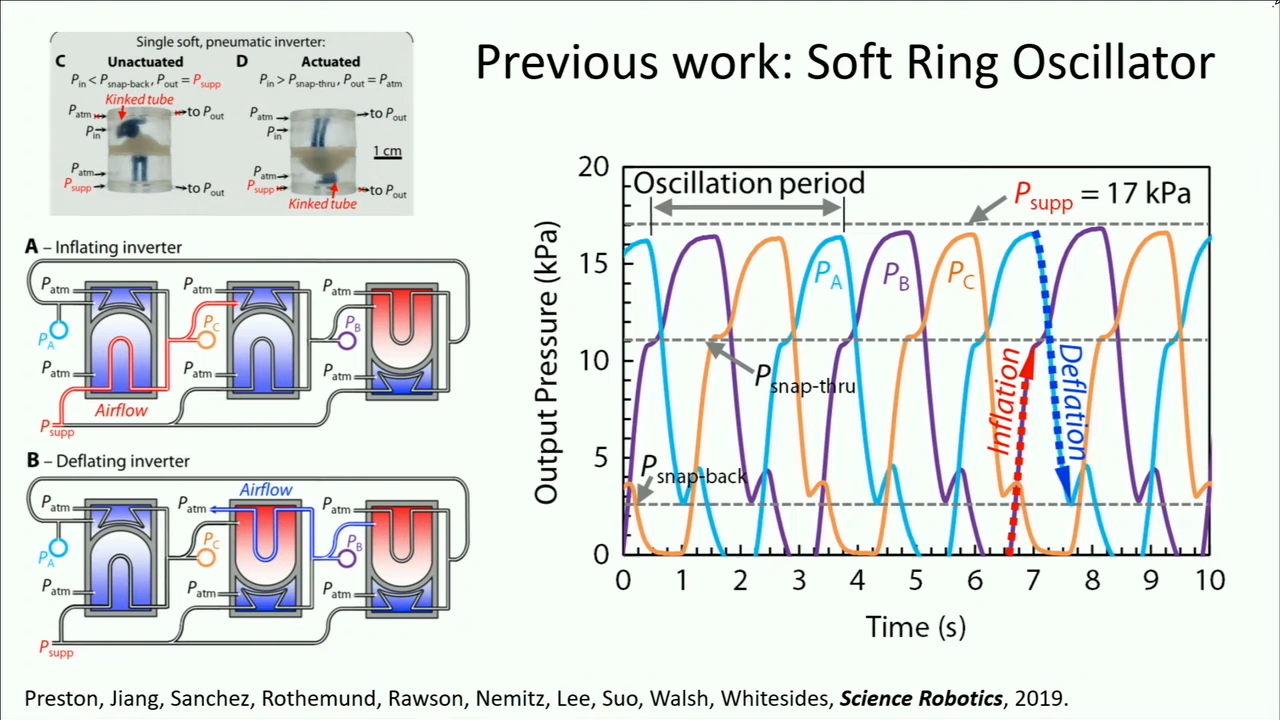 Previous work: Soft Ring Oscillator
Single soft, pneumatic inverter:
C Unactuated
P_in < P_snap-back, P_out = P_supp
Kinked tube
P_atm
to P_out
P_in
P_atm
P_supp
to P_out
D Actuated
P_in > P_snap-thru, P_out = P_atm
P_atm
to P_out
P_in
1 cm
P_atm
P_supp
to P_out
Kinked tube
A – Inflating inverter
P_atm
P_atm
P_atm
P_A
P_C
P_B
P_atm
P_atm
P_atm
Airflow
P_supp
B – Deflating inverter
Airflow
P_atm
P_atm
P_atm
P_A
P_C
P_B
P_atm
P_atm
P_atm
P_supp
Output Pressure (kPa)
20
15
10
5
0
Oscillation period
P_supp = 17 kPa
P_A
P_B
P_C
P_snap-thru
P_snap-back
Inflation
Deflation
0 1 2 3 4 5 6 7 8 9 10
Time (s)
Preston, Jiang, Sanchez, Rothemund, Rawson, Nemitz, Lee, Suo, Walsh, Whitesides, Science Robotics, 2019.